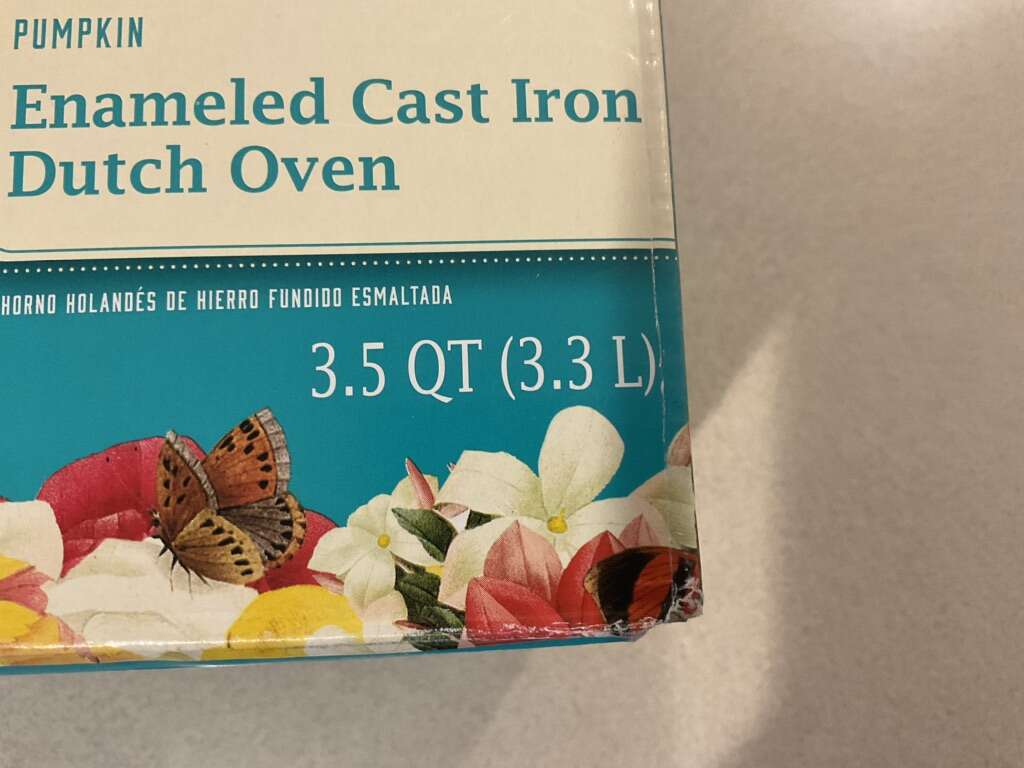 PUMPKIN
Enameled Cast Iron
Dutch Oven
HORNO HOLANDÉS DE HIERRO FUNDIDO ESMALTADA
3.5 QT (3.3 L)